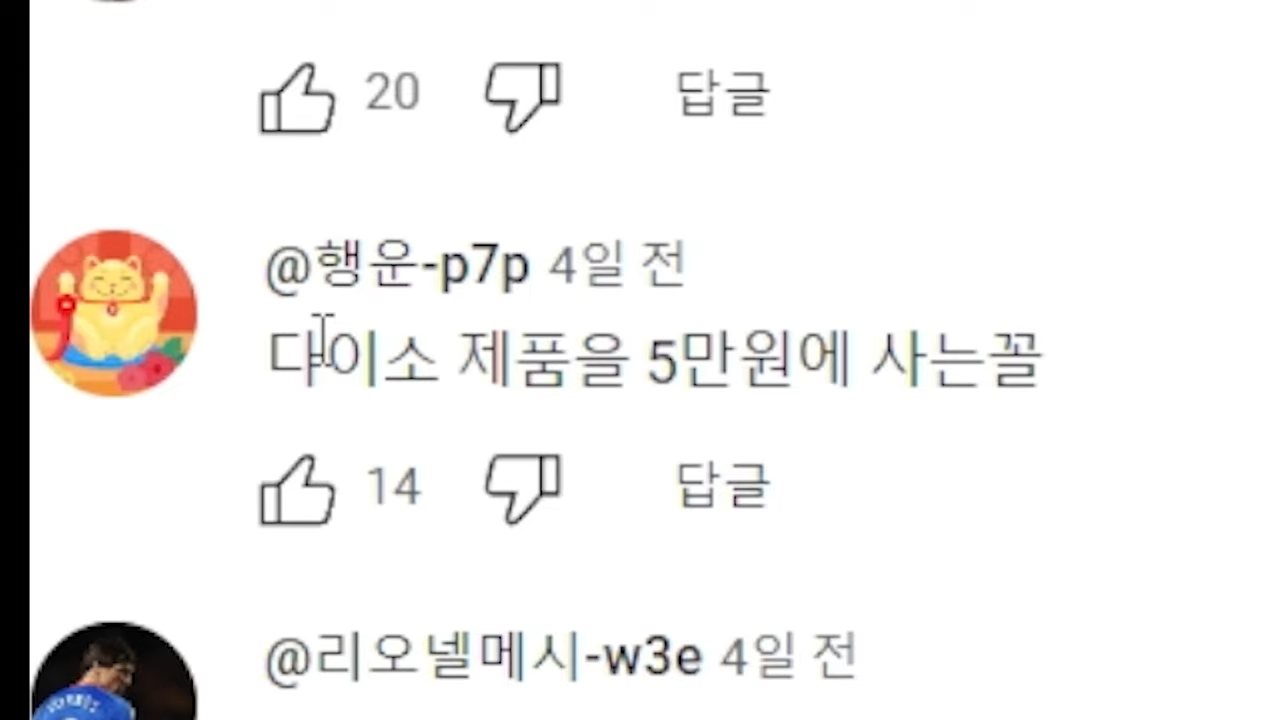 20 답글
@행운-p7p 4일 전
다이소 제품을 5만원에 사는꼴
14 답글
@리오넬메시-w3e 4일 전